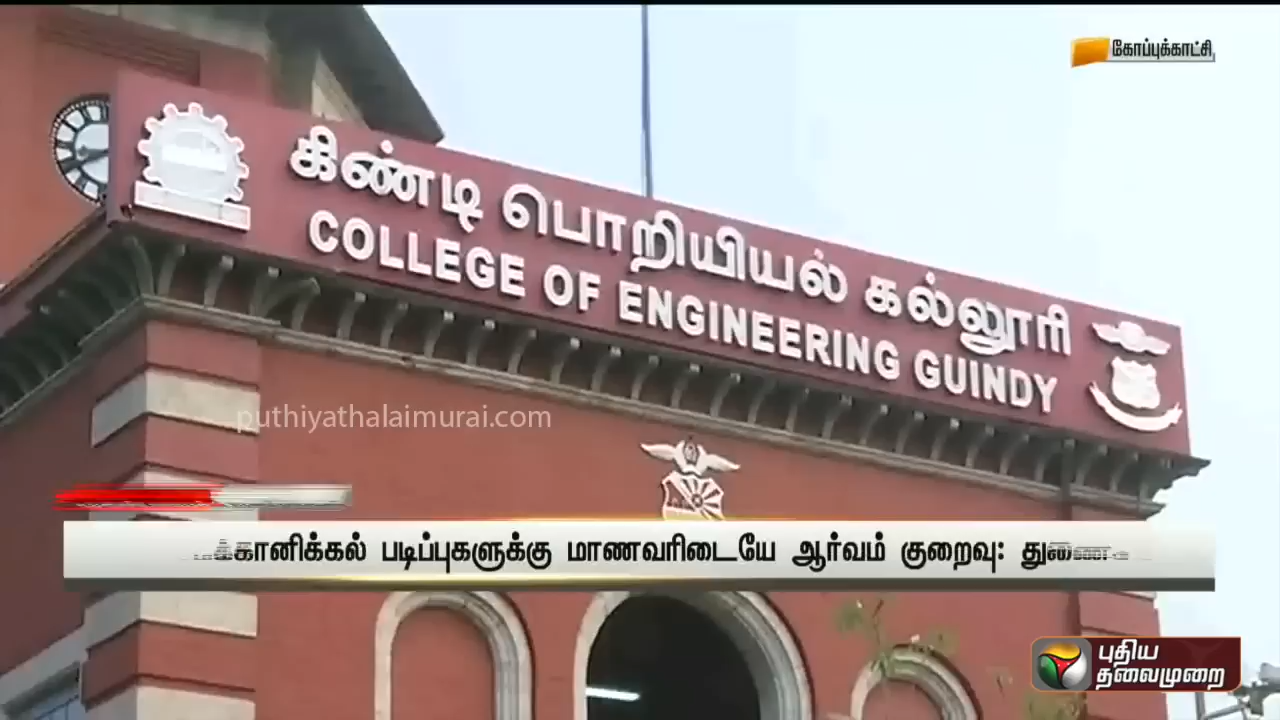 கோப்புக்காட்சி
கிண்டி பொறியியல் கல்லூரி
COLLEGE OF ENGINEERING GUINDY
puthiyathalaimurai.com
படிப்புகளுக்கு மாணவரிடையே ஆர்வம் குறைவு:
புதிய
தலைமுறை